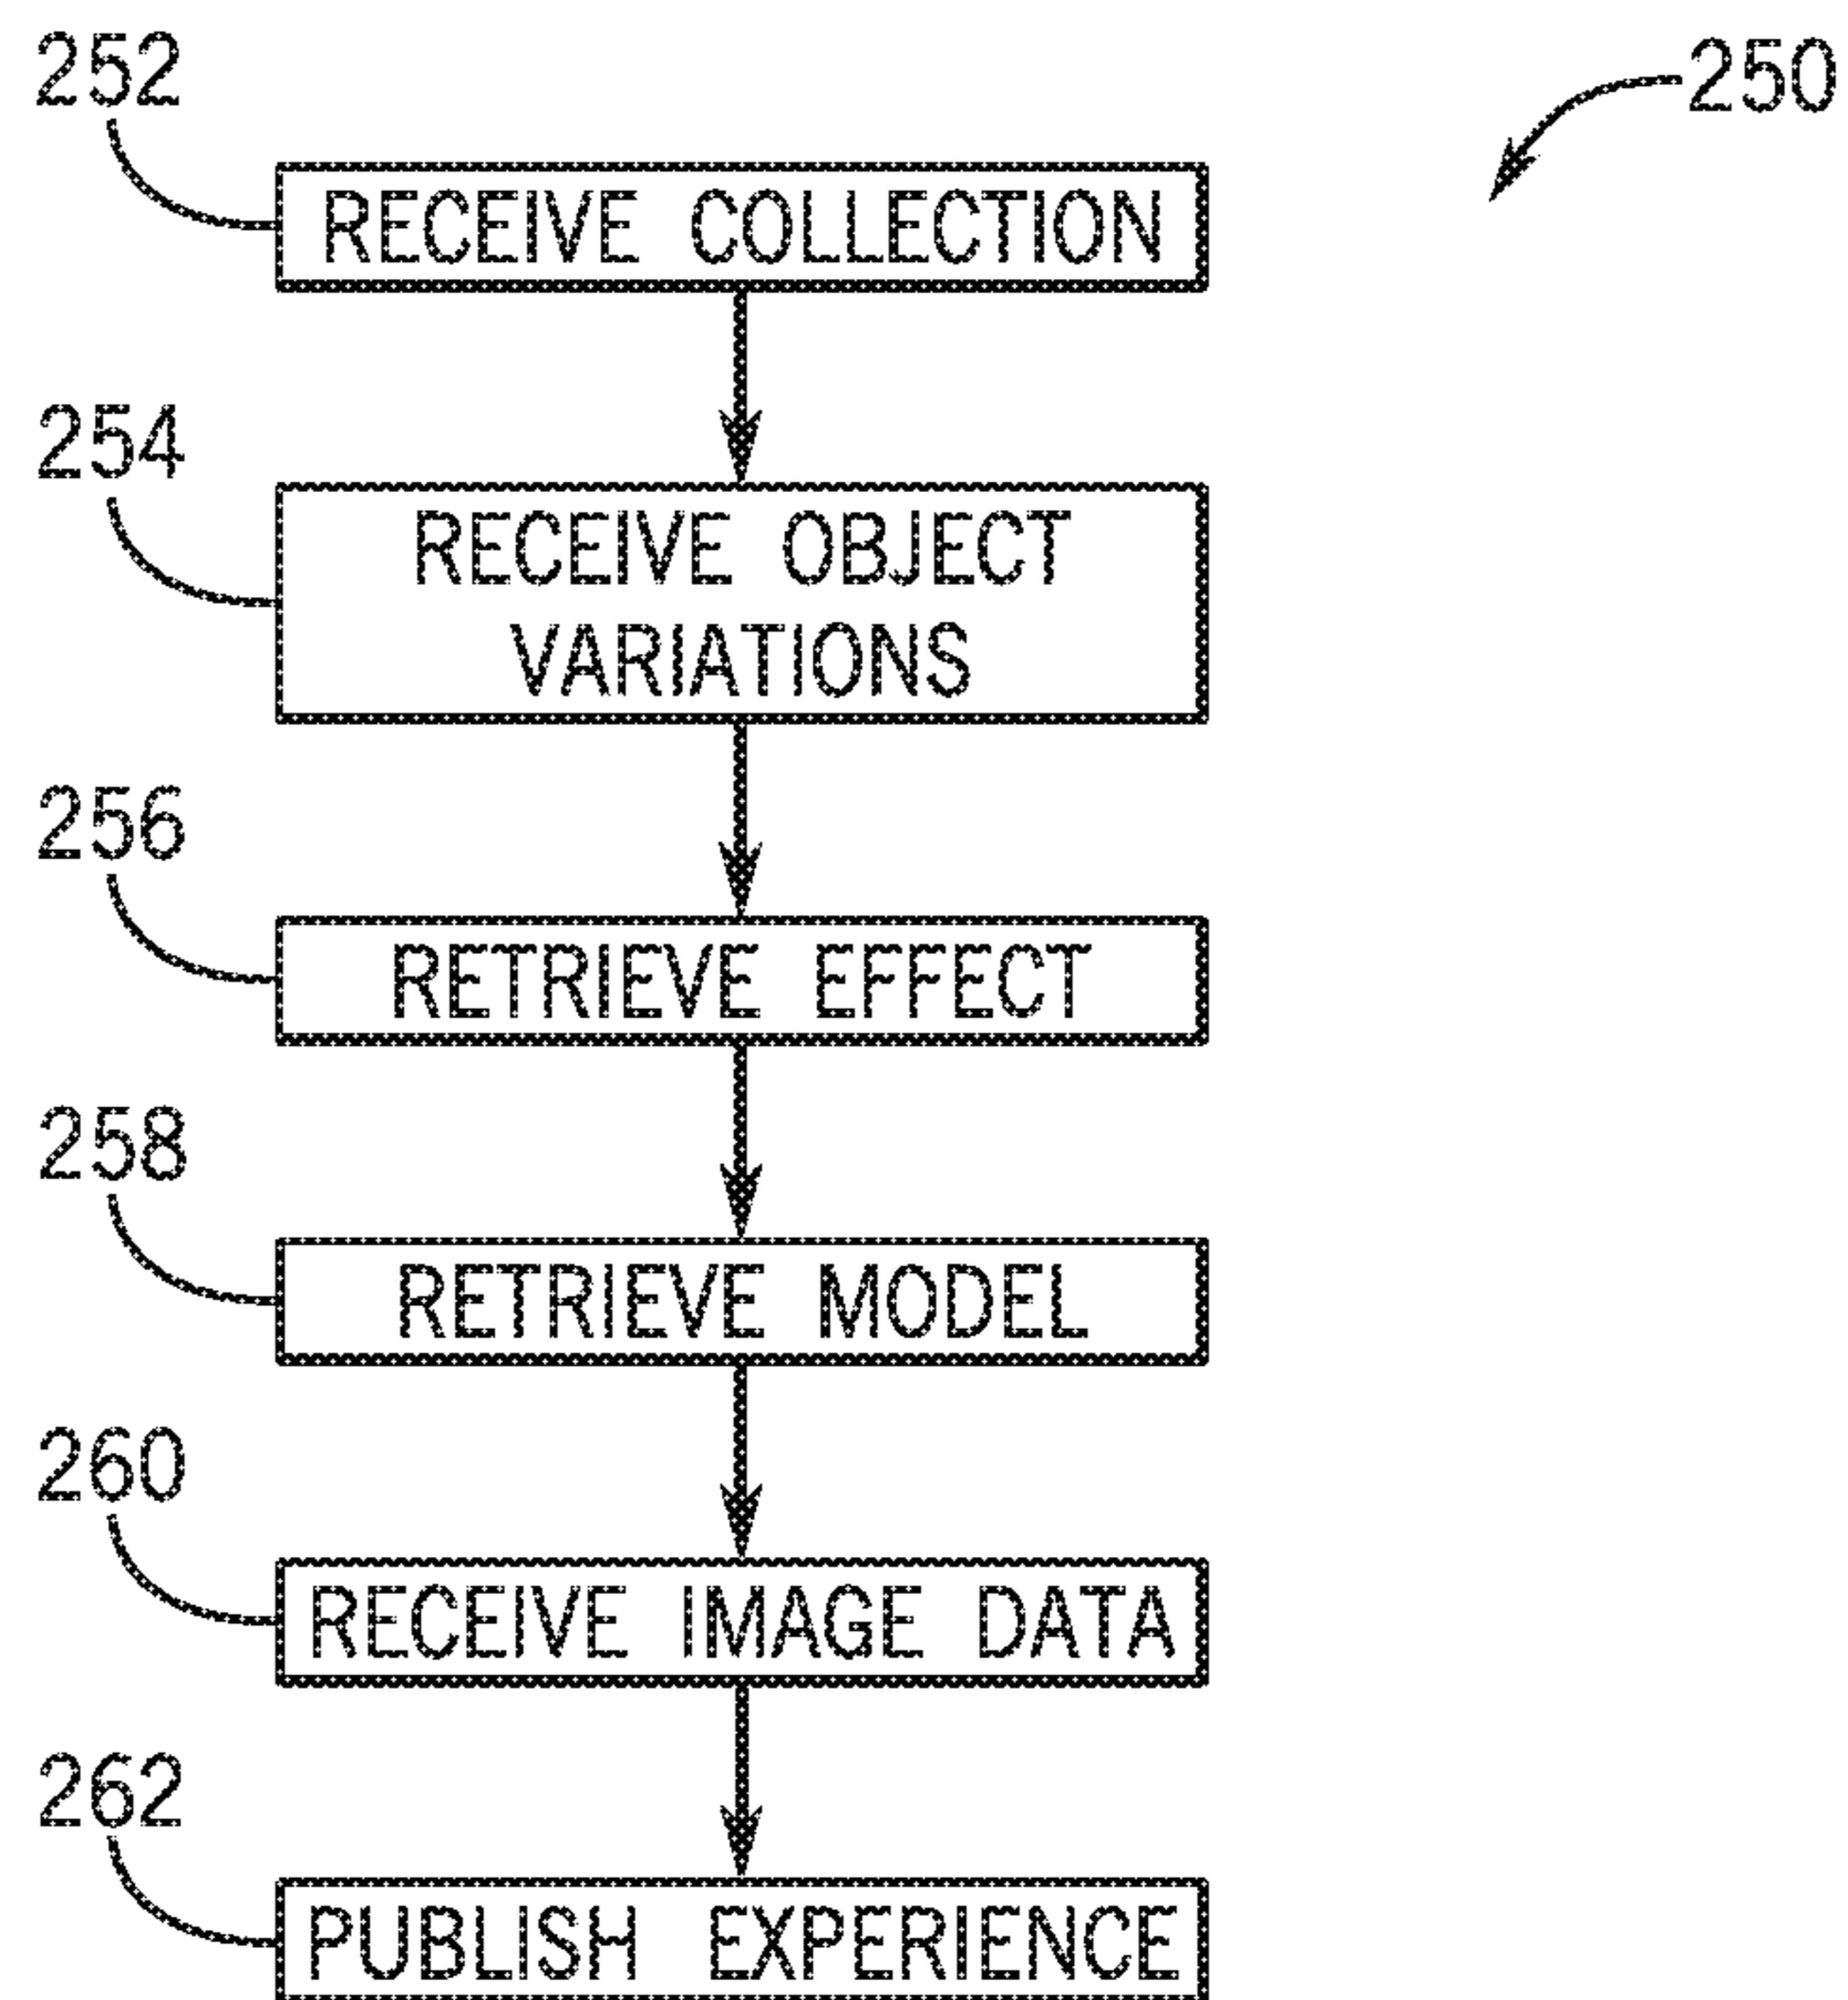 252
250
RECEIVE COLLECTION
254
RECEIVE OBJECT
VARIATIONS
256
RETRIEVE EFFECT
258
RETRIEVE MODEL
260
RECEIVE IMAGE DATA
262
PUBLISH EXPERIENCE